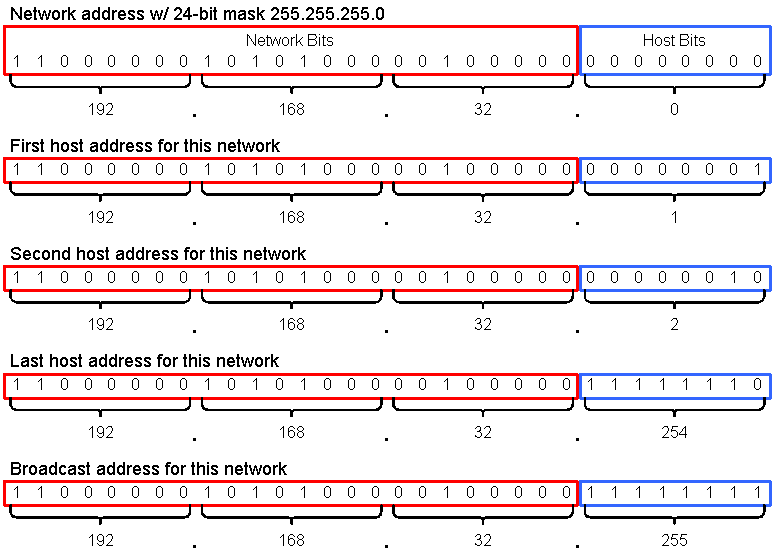 Network address w/ 24-bit mask 255.255.255.0
Network Bits Host Bits
1 1 0 0 0 0 0 0 1 0 1 0 1 0 0 0 0 0 1 0 0 0 0 0 0 0 0 0 0 0 0 0
192 . 168 . 32 . 0
First host address for this network
1 1 0 0 0 0 0 0 1 0 1 0 1 0 0 0 0 0 1 0 0 0 0 0 0 0 0 0 0 0 0 1
192 . 168 . 32 . 1
Second host address for this network
1 1 0 0 0 0 0 0 1 0 1 0 1 0 0 0 0 0 1 0 0 0 0 0 0 0 0 0 0 0 1 0
192 . 168 . 32 . 2
Last host address for this network
1 1 0 0 0 0 0 0 1 0 1 0 1 0 0 0 0 0 1 0 0 0 0 0 1 1 1 1 1 1 1 0
192 . 168 . 32 . 254
Broadcast address for this network
1 1 0 0 0 0 0 0 1 0 1 0 1 0 0 0 0 0 1 0 0 0 0 0 1 1 1 1 1 1 1 1
192 . 168 . 32 . 255